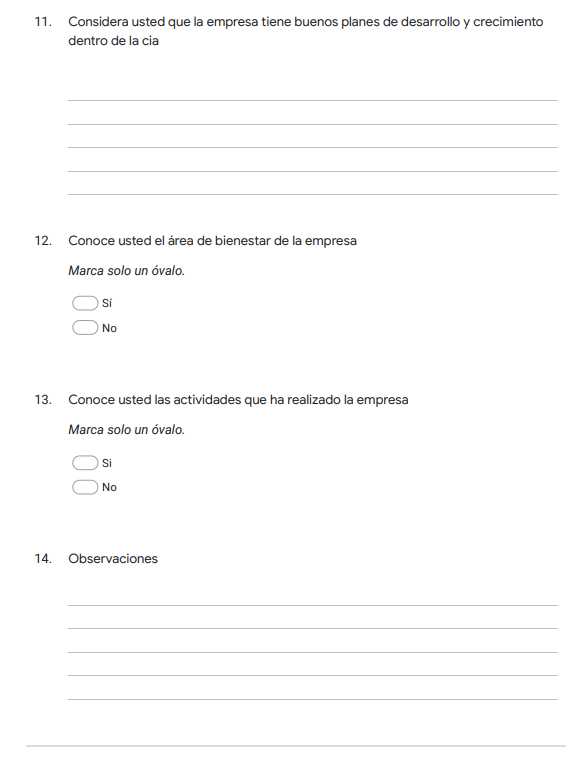 11. Considera usted que la empresa tiene buenos planes de desarrollo y crecimiento
dentro de la cia
12. Conoce usted el área de bienestar de la empresa
Marca solo un óvalo.
Sí
No
13. Conoce usted las actividades que ha realizado la empresa
Marca solo un óvalo.
Si
No
14. Observaciones